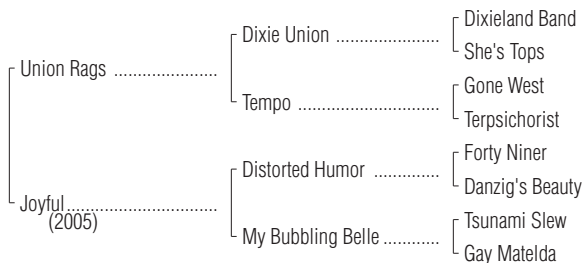 Dixieland Band
Dixie Union ........................
She's Tops
Union Rags ........................
Gone West
Tempo .................................
Terpsichorist
Forty Niner
Distorted Humor ...............
Danzig's Beauty
Joyful...................................
(2005)
Tsunami Slew
My Bubbling Belle .............
Gay Matelda